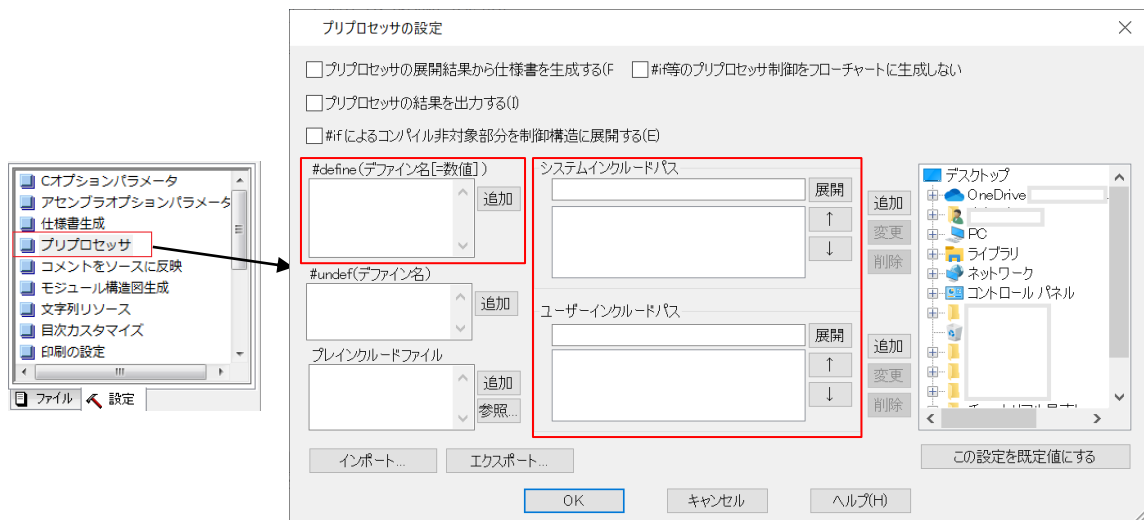 Cオプションパラメータ
アセンブラオプションパラメータ
仕様書生成
プリプロセッサ
コメントをソースに反映
モジュール構造図生成
文字列リソース
目次カスタマイズ
印刷の設定
ファイル
設定
プリプロセッサの設定
プリプロセッサの展開結果から仕様書を生成する(F
#if等のプリプロセッサ制御をフローチャートに生成しない
プリプロセッサの結果を出力する(I)
#ifによるコンパイル非対象部分を制御構造に展開する(E)
#define(デファイン名[=数値])
追加
#undef(デファイン名)
追加
プレインクルードファイル
追加
参照...
システムインクルードパス
展開
↑
↓
追加
変更
削除
ユーザーインクルードパス
展開
↑
↓
追加
変更
削除
デスクトップ
OneDrive
PC
ライブラリ
ネットワーク
コントロール パネル
インポート...
エクスポート...
この設定を既定値にする
OK
キャンセル
ヘルプ(H)